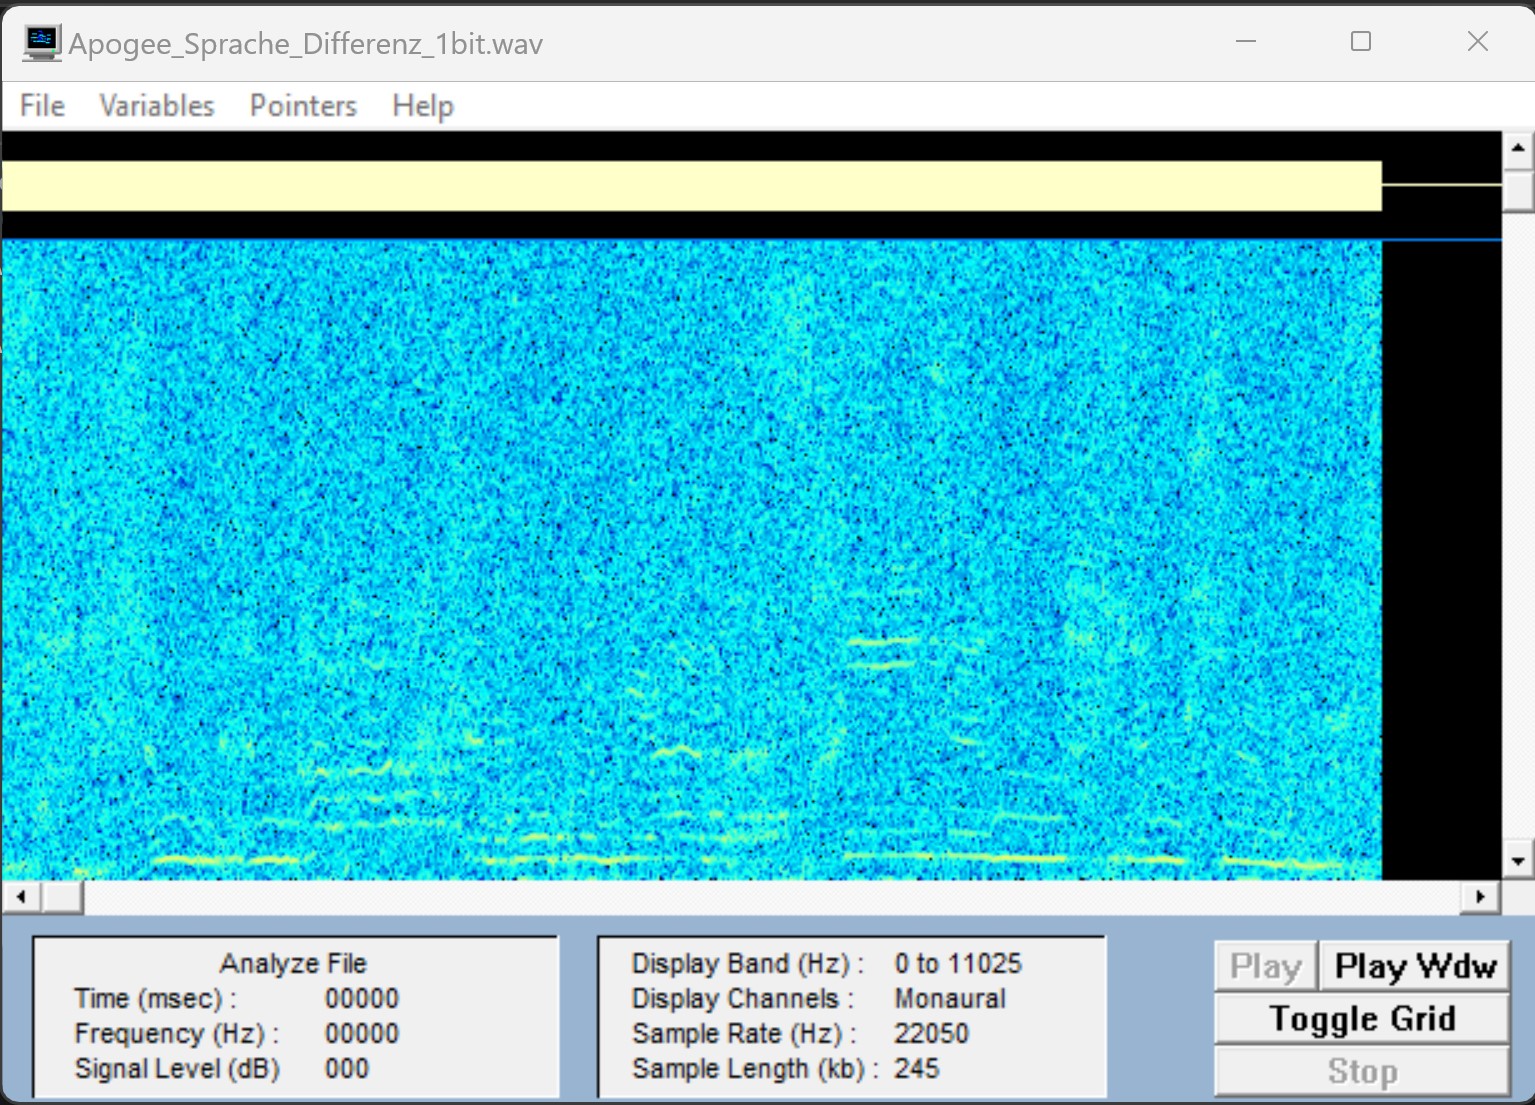 Apogee_Sprache_Differenz_1bit.wav
File Variables Pointers Help
Analyze File
Time (msec) : 00000
Frequency (Hz) : 00000
Signal Level (dB) 000
Display Band (Hz) : 0 to 11025
Display Channels : Monaural
Sample Rate (Hz) : 22050
Sample Length (kb) : 245
Play Play Wdw
Toggle Grid
Stop